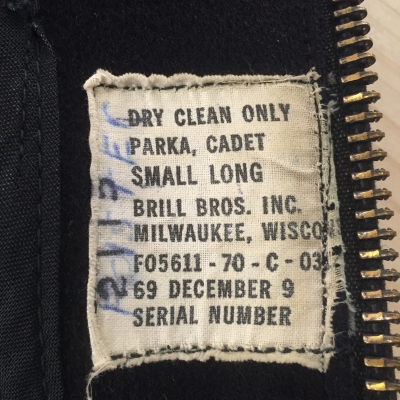 DRY CLEAN ONLY
PARKA, CADET
SMALL LONG
BRILL BROS. INC.
MILWAUKEE, WISCO
F05611-70-C-03
69 DECEMBER 9
SERIAL NUMBER